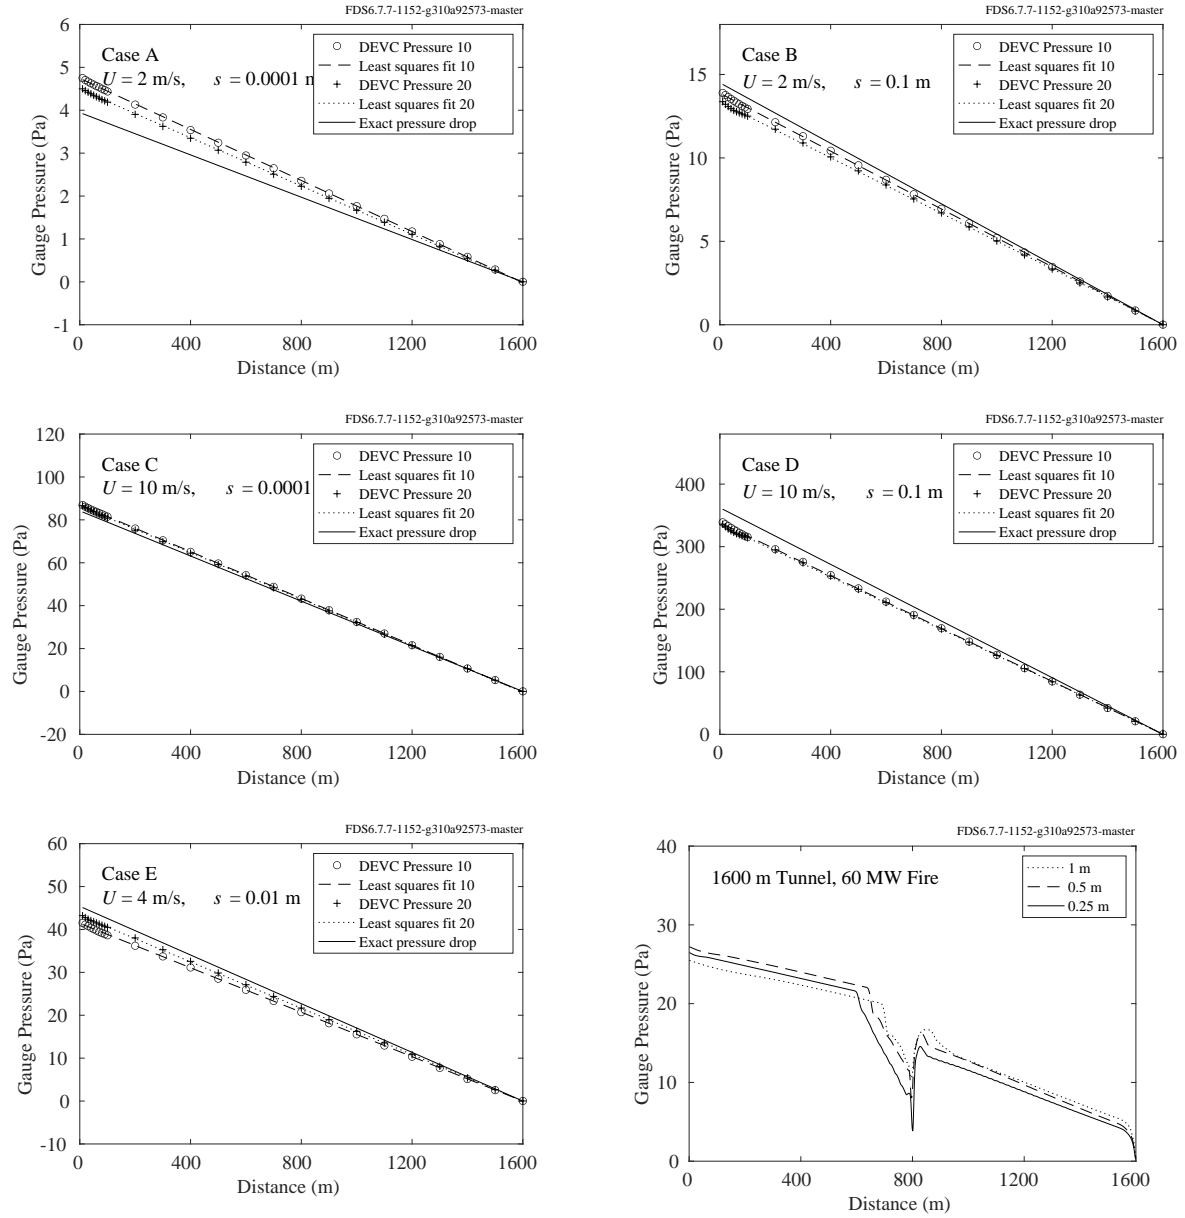 FDS6.7.7-1152-g310a92573-master
Case A
U = 2 m/s, s = 0.0001 m
DEVC Pressure 10
Least squares fit 10
DEVC Pressure 20
Least squares fit 20
Exact pressure drop
6
5
4
3
2
1
0
-1
Gauge Pressure (Pa)
0 400 800 1200 1600
Distance (m)
FDS6.7.7-1152-g310a92573-master
Case B
U = 2 m/s, s = 0.1 m
DEVC Pressure 10
Least squares fit 10
DEVC Pressure 20
Least squares fit 20
Exact pressure drop
15
10
5
0
Gauge Pressure (Pa)
0 400 800 1200 1600
Distance (m)
FDS6.7.7-1152-g310a92573-master
Case C
U = 10 m/s, s = 0.0001
DEVC Pressure 10
Least squares fit 10
DEVC Pressure 20
Least squares fit 20
Exact pressure drop
120
100
80
60
40
20
0
-20
Gauge Pressure (Pa)
0 400 800 1200 1600
Distance (m)
FDS6.7.7-1152-g310a92573-master
Case D
U = 10 m/s, s = 0.1 m
DEVC Pressure 10
Least squares fit 10
DEVC Pressure 20
Least squares fit 20
Exact pressure drop
400
300
200
100
0
Gauge Pressure (Pa)
0 400 800 1200 1600
Distance (m)
FDS6.7.7-1152-g310a92573-master
Case E
U = 4 m/s, s = 0.01 m
DEVC Pressure 10
Least squares fit 10
DEVC Pressure 20
Least squares fit 20
Exact pressure drop
60
50
40
30
20
10
0
-10
Gauge Pressure (Pa)
0 400 800 1200 1600
Distance (m)
FDS6.7.7-1152-g310a92573-master
1600 m Tunnel, 60 MW Fire
1 m
0.5 m
0.25 m
40
30
20
10
0
Gauge Pressure (Pa)
0 400 800 1200 1600
Distance (m)